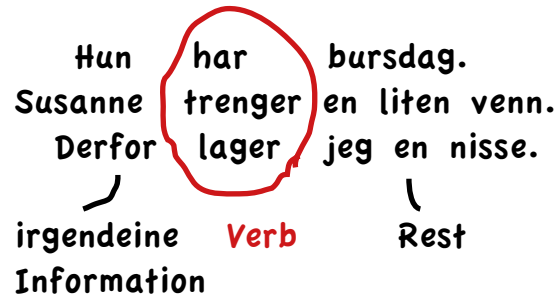 Hun har bursdag.
Susanne trenger en liten venn.
Derfor lager jeg en nisse.
irgendeine Verb Rest
Information